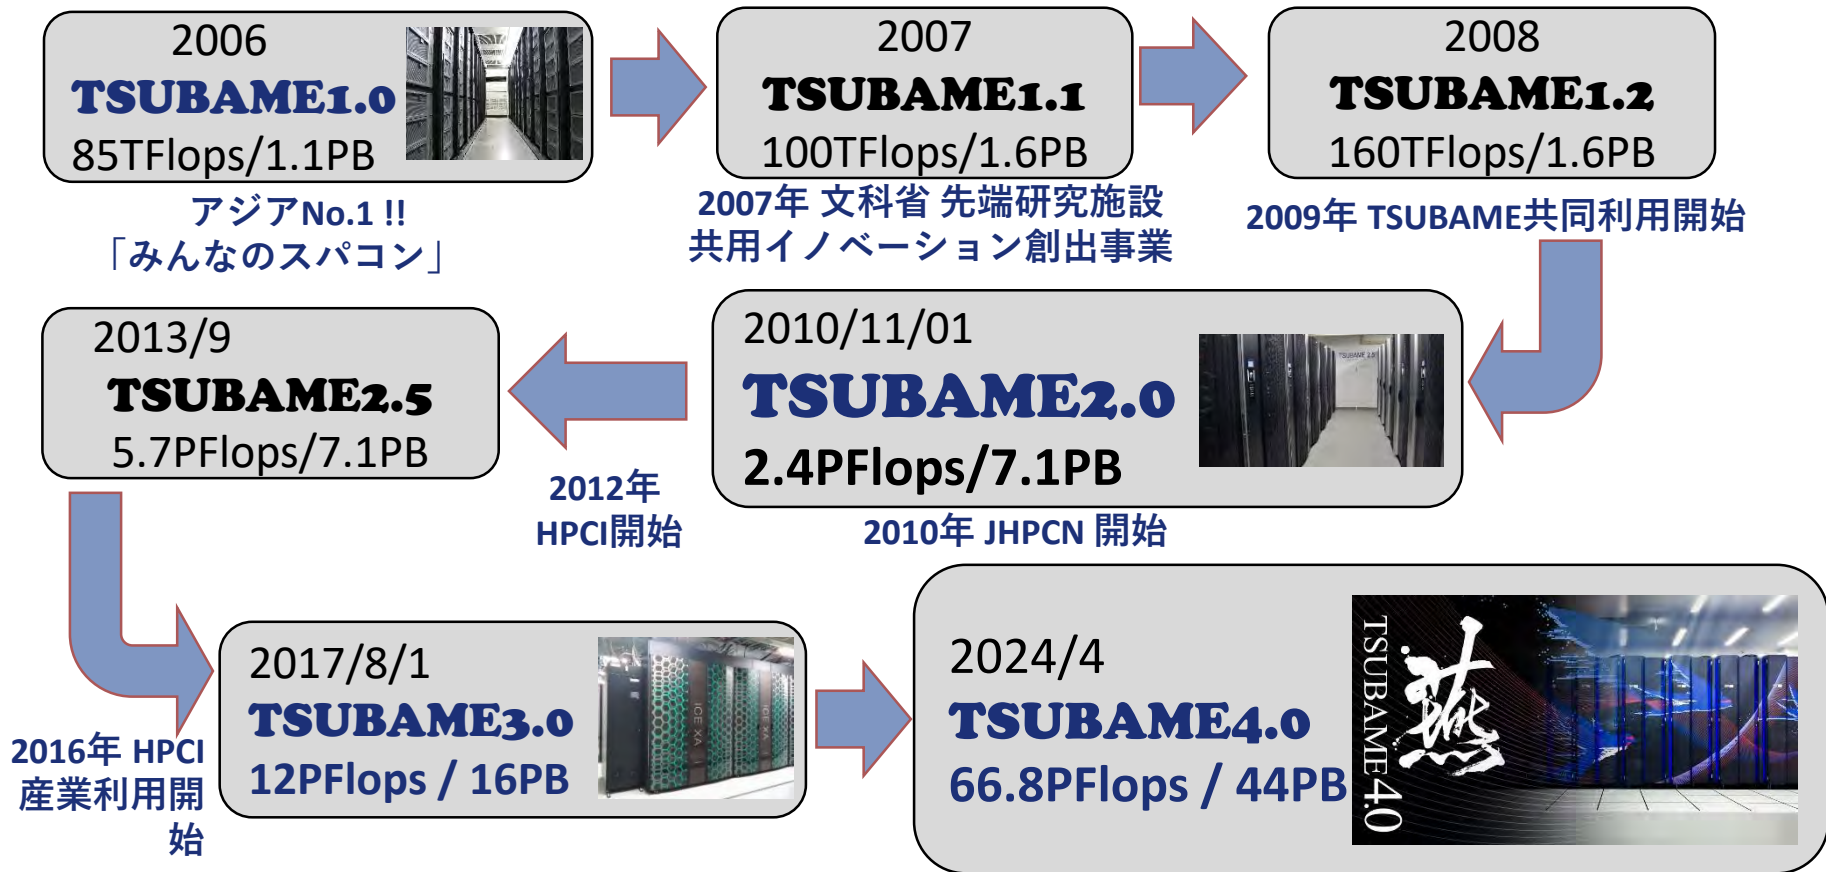 2006
TSUBAME1.0
85TFlops/1.1PB
アジアNo.1 !!
「みんなのスパコン」
2007
TSUBAME1.1
100TFlops/1.6PB
2007年 文科省 先端研究施設
共用イノベーション創出事業
2008
TSUBAME1.2
160TFlops/1.6PB
2009年 TSUBAME共同利用開始
2010/11/01
TSUBAME2.0
2.4PFlops/7.1PB
TSUBAME 2.5
2010年 JHPCN 開始
2012年
HPCI開始
2013/9
TSUBAME2.5
5.7PFlops/7.1PB
2016年 HPCI
産業利用開
始
2017/8/1
TSUBAME3.0
12PFlops / 16PB
ICE XA
ICE XA
2024/4
TSUBAME4.0
66.8PFlops / 44PB
TSUBAME4.0
燕